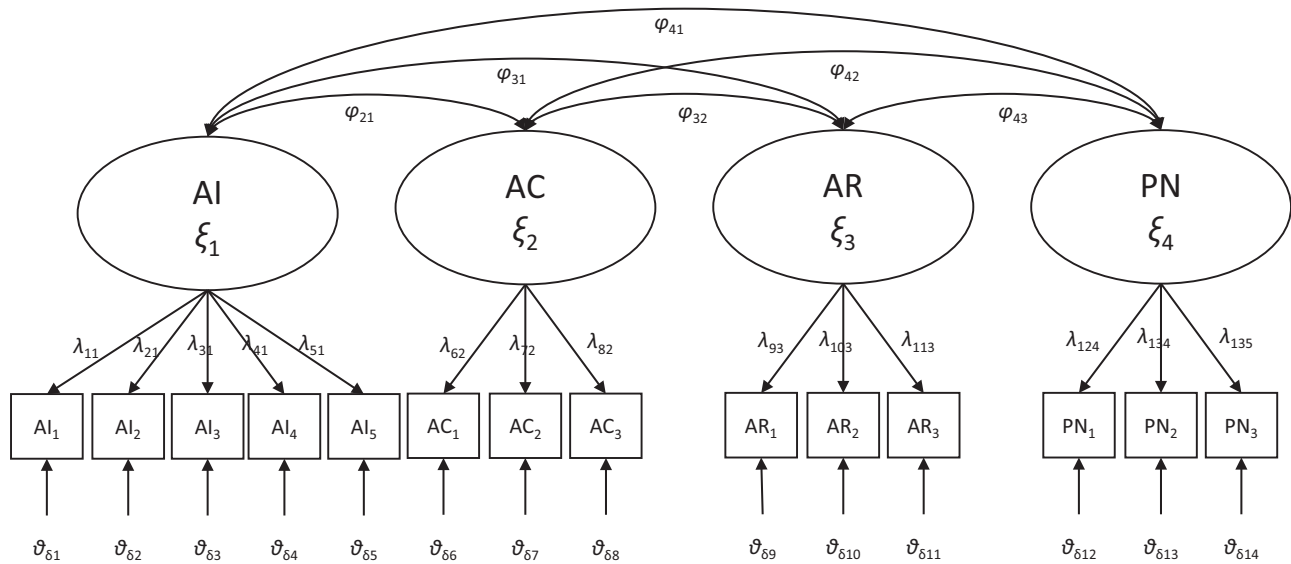 φ₄₁
φ₃₁ φ₄₂
φ₂₁ φ₃₂ φ₄₃
AI AC AR PN
ξ₁ ξ₂ ξ₃ ξ₄
λ₁₁ λ₂₁ λ₃₁ λ₄₁ λ₅₁ λ₆₂ λ₇₂ λ₈₂ λ₉₃ λ₁₀₃ λ₁₁₃ λ₁₂₄ λ₁₃₄ λ₁₃₅
AI₁ AI₂ AI₃ AI₄ AI₅ AC₁ AC₂ AC₃ AR₁ AR₂ AR₃ PN₁ PN₂ PN₃
ϑδ₁ ϑδ₂ ϑδ₃ ϑδ₄ ϑδ₅ ϑδ₆ ϑδ₇ ϑδ₈ ϑδ₉ ϑδ₁₀ ϑδ₁₁ ϑδ₁₂ ϑδ₁₃ ϑδ₁₄